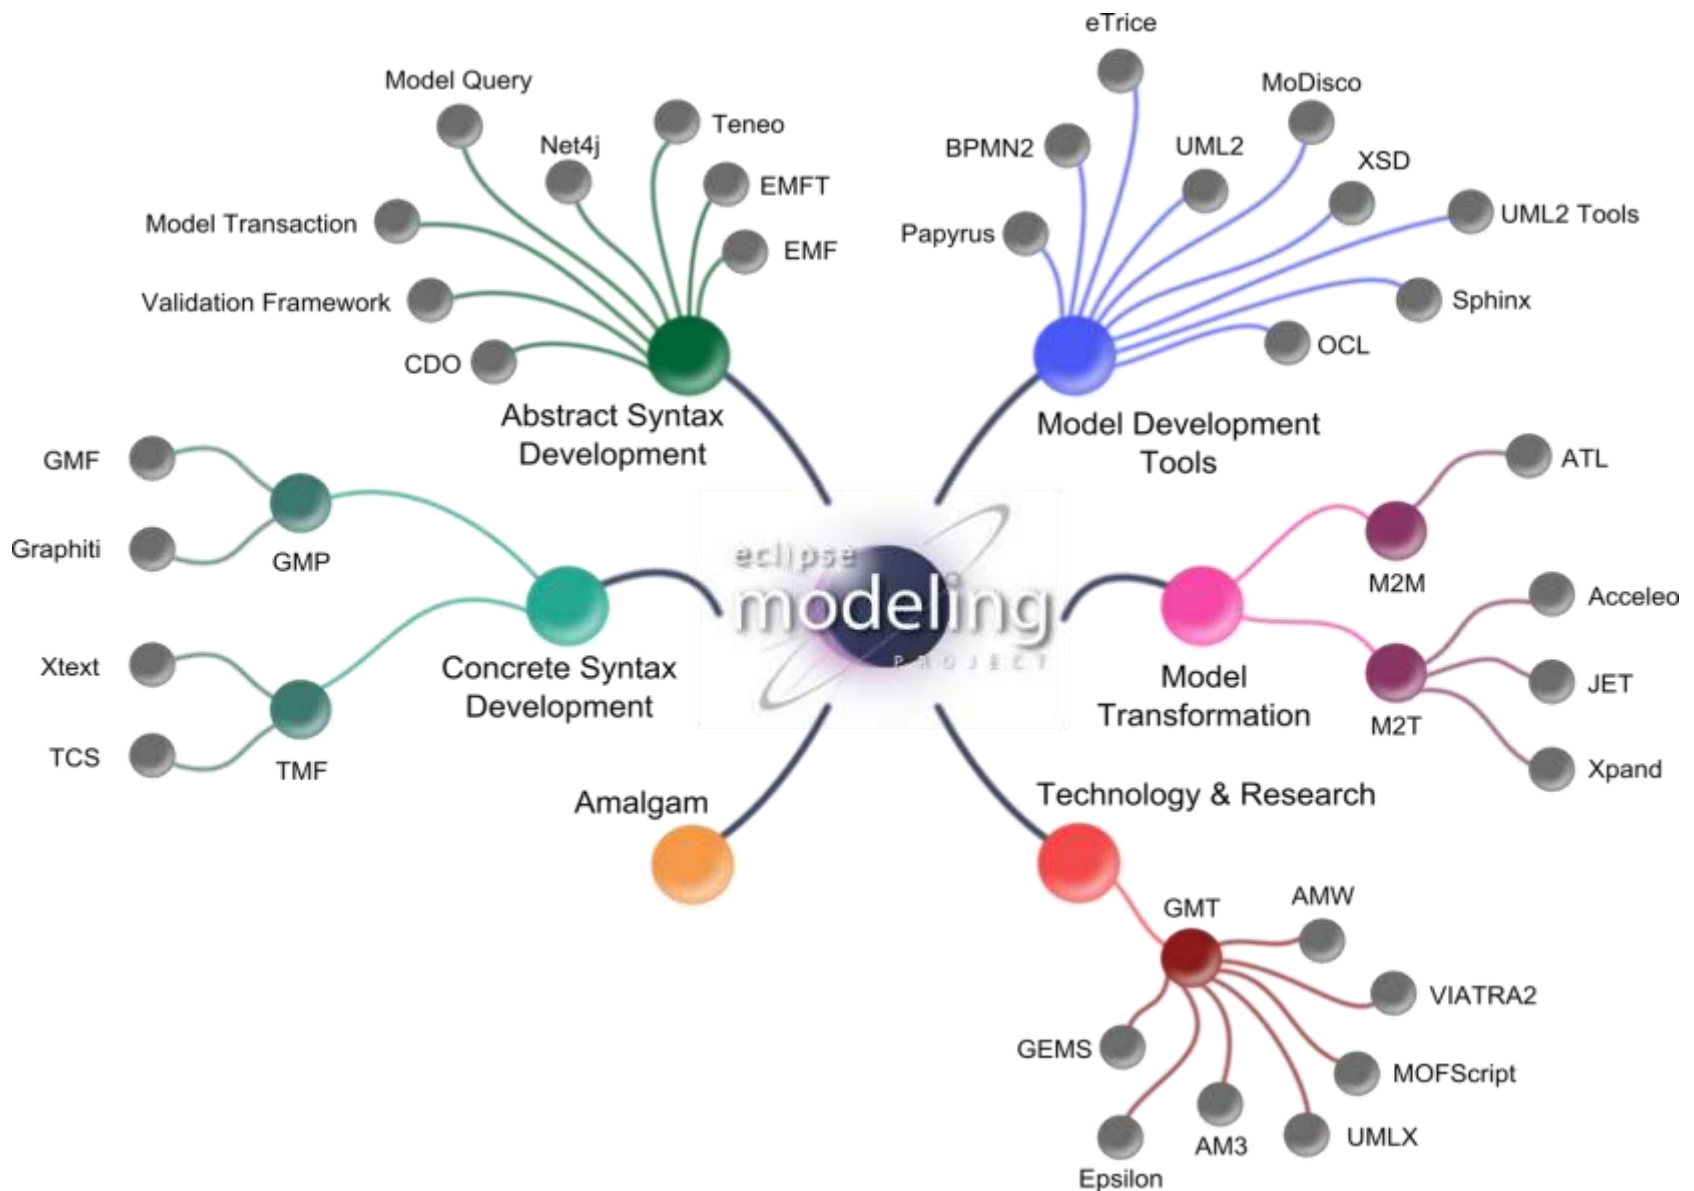 eTrice
Model Query
MoDisco
Teneo
Net4j
BPMN2
UML2
XSD
EMFT
Model Transaction
Papyrus
UML2 Tools
EMF
Validation Framework
Sphinx
CDO
OCL
Abstract Syntax
Development
Model Development
Tools
GMF
ATL
Graphiti
GMP
eclipse
modeling
PROJECT
M2M
Acceleo
Xtext
Concrete Syntax
Development
Model
Transformation
JET
M2T
TCS
TMF
Xpand
Amalgam
Technology & Research
AMW
GMT
VIATRA2
GEMS
MOFScript
UMLX
AM3
Epsilon